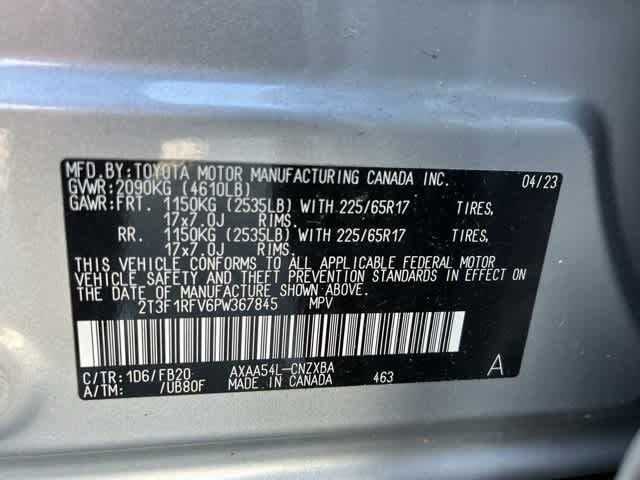 MFD.BY:TOYOTA MOTOR MANUFACTURING CANADA INC. 04/23
GVWR:2090KG (4610LB)
GAWR:FRT. 1150KG (2535LB) WITH 225/65R17 TIRES,
17x7.0J RIMS.
RR. 1150KG (2535LB) WITH 225/65R17 TIRES,
17x7.0J RIMS.
THIS VEHICLE CONFORMS TO ALL APPLICABLE FEDERAL MOTOR
VEHICLE SAFETY AND THEFT PREVENTION STANDARDS IN EFFECT ON
THE DATE OF MANUFACTURE SHOWN ABOVE.
2T3F1RFV6PW367845 MPV
C/TR:1D6/FB20 AXAA54L-CNZXBA A
A/TM: /UB80F MADE IN CANADA 463